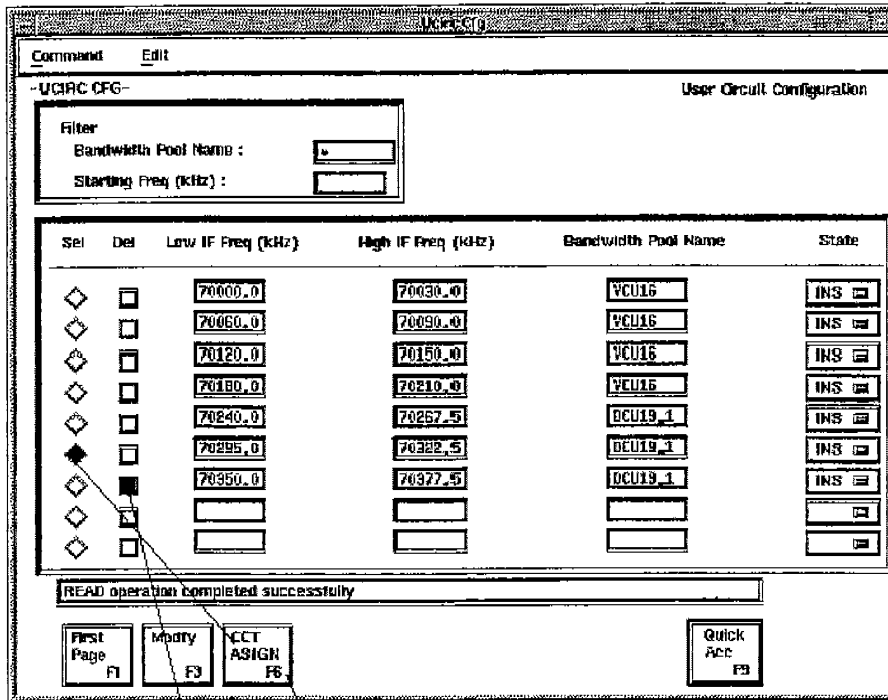 UcircCfg
Command Edit
-UCIRC CFG-
User Circuit Configuration
Filter
Bandwidth Pool Name : *
Starting Freq (kHz) :
Sel Del Low IF Freq (kHz) High IF Freq (kHz) Bandwidth Pool Name State
70000.0 70030.0 VCU16 INS
70060.0 70090.0 VCU16 INS
70120.0 70150.0 VCU16 INS
70180.0 70210.0 VCU16 INS
70240.0 70267.5 DCU19_1 INS
70295.0 70322.5 DCU19_1 INS
70350.0 70377.5 DCU19_1 INS
READ operation completed successfully
First Page F1
Modify F3
CCT ASIGN F6
Quick Acc F9